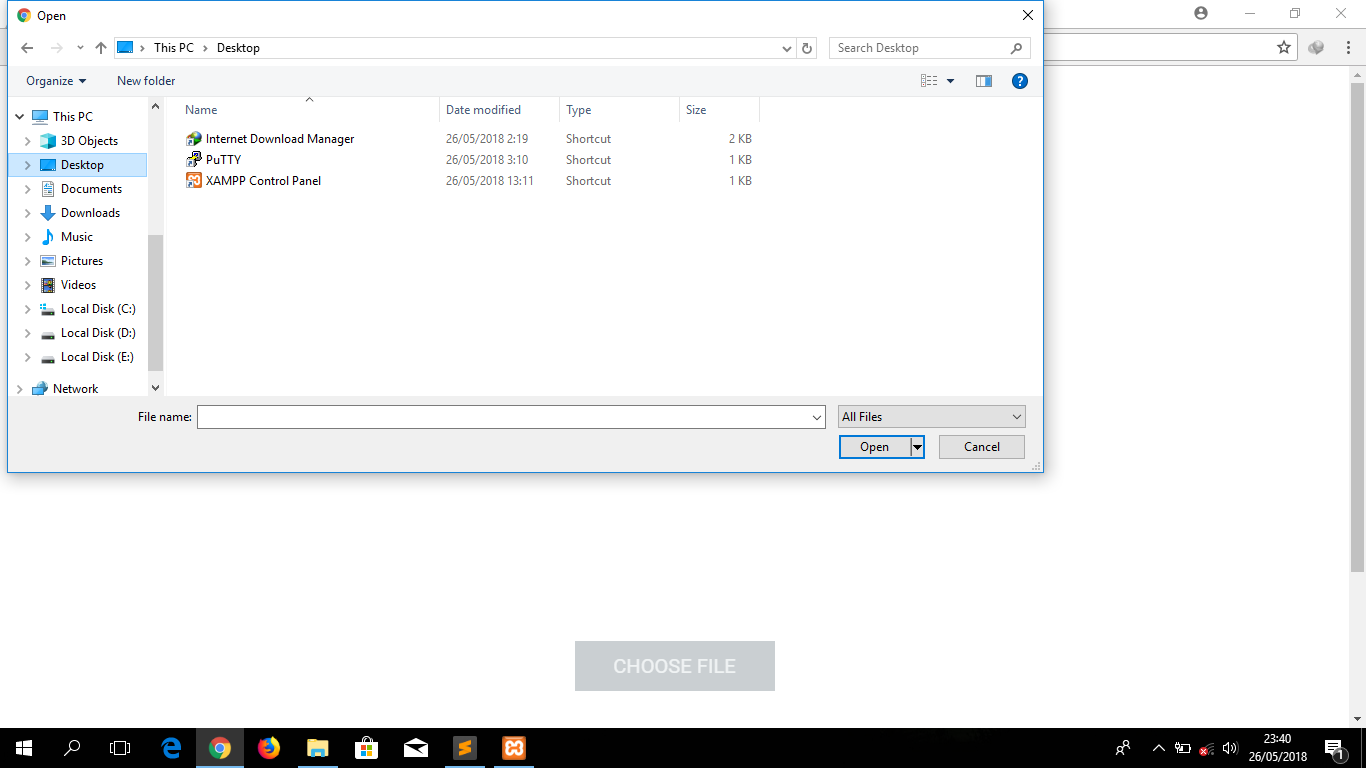 Open
This PC > Desktop
Search Desktop
Organize
New folder
Name Date modified Type Size
Internet Download Manager 26/05/2018 2:19 Shortcut 2 KB
PuTTY 26/05/2018 3:10 Shortcut 1 KB
XAMPP Control Panel 26/05/2018 13:11 Shortcut 1 KB
This PC
3D Objects
Desktop
Documents
Downloads
Music
Pictures
Videos
Local Disk (C:)
Local Disk (D:)
Local Disk (E:)
Network
File name:
All Files
Open Cancel
CHOOSE FILE
23:40
26/05/2018
1